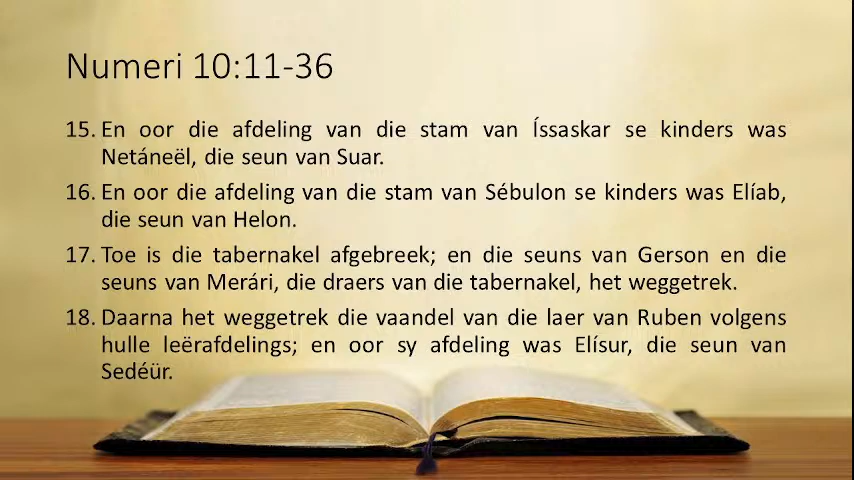 Numeri 10:11-36
15. En oor die afdeling van die stam van Íssaskar se kinders was
Netáneël, die seun van Suar.
16. En oor die afdeling van die stam van Sébulon se kinders was Elíab,
die seun van Helon.
17. Toe is die tabernakel afgebreek; en die seuns van Gerson en die
seuns van Merári, die draers van die tabernakel, het weggetrek.
18. Daarna het weggetrek die vaandel van die laer van Ruben volgens
hulle leërafdelings; en oor sy afdeling was Elísur, die seun van
Sedéür.